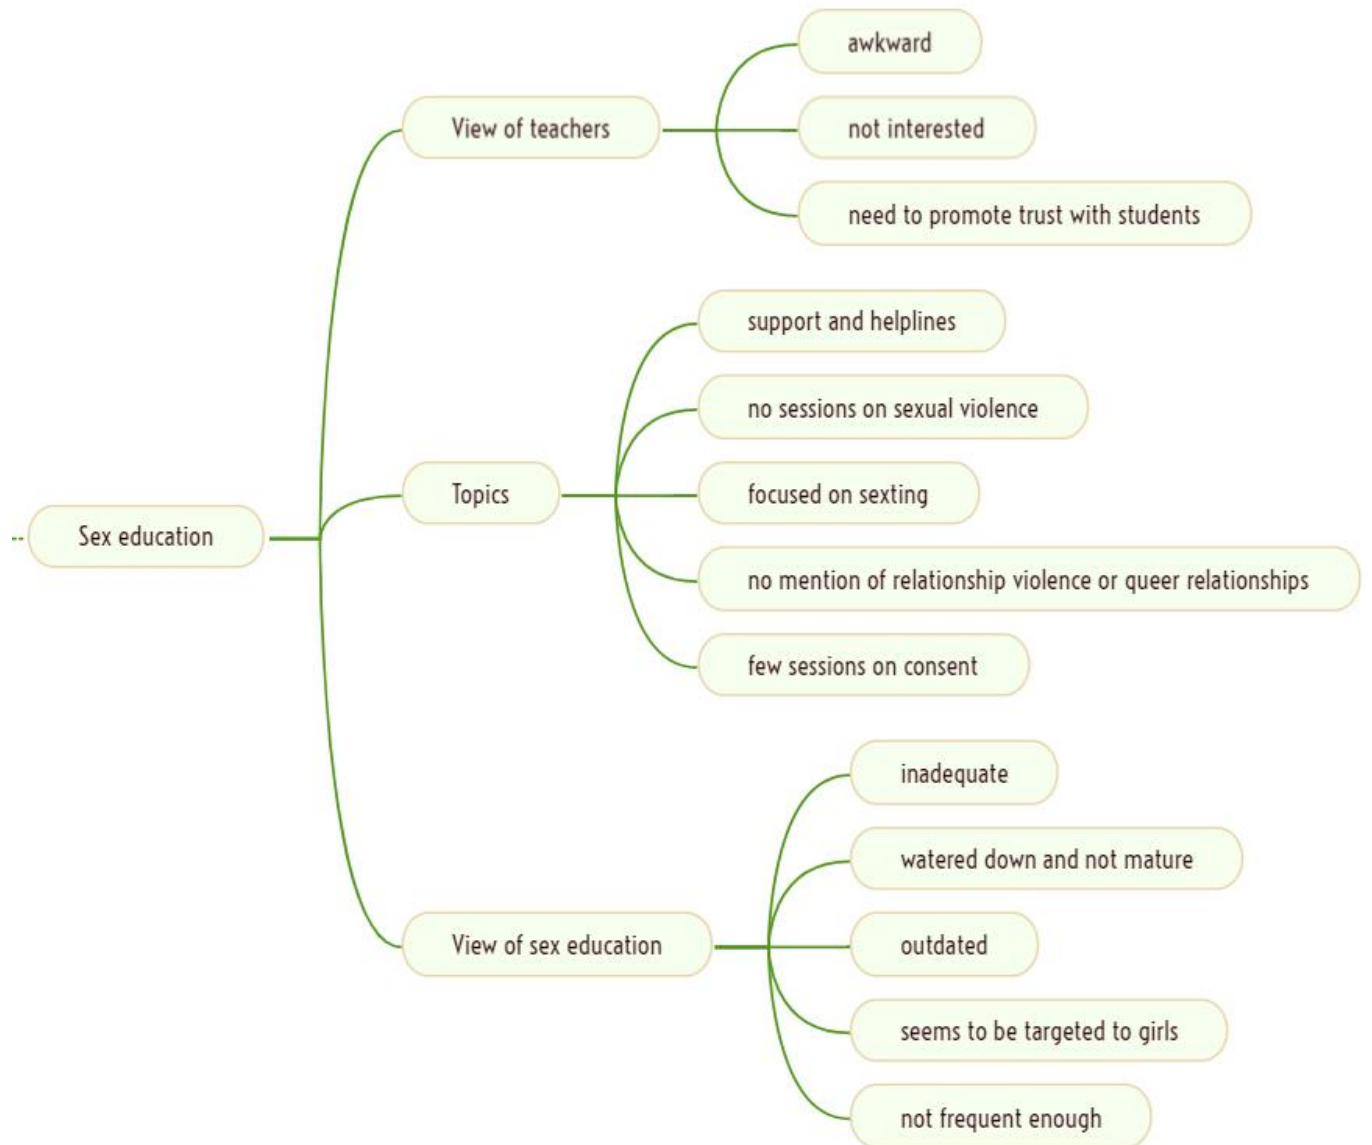 Sex education
View of teachers
awkward
not interested
need to promote trust with students
Topics
support and helplines
no sessions on sexual violence
focused on sexting
no mention of relationship violence or queer relationships
few sessions on consent
View of sex education
inadequate
watered down and not mature
outdated
seems to be targeted to girls
not frequent enough